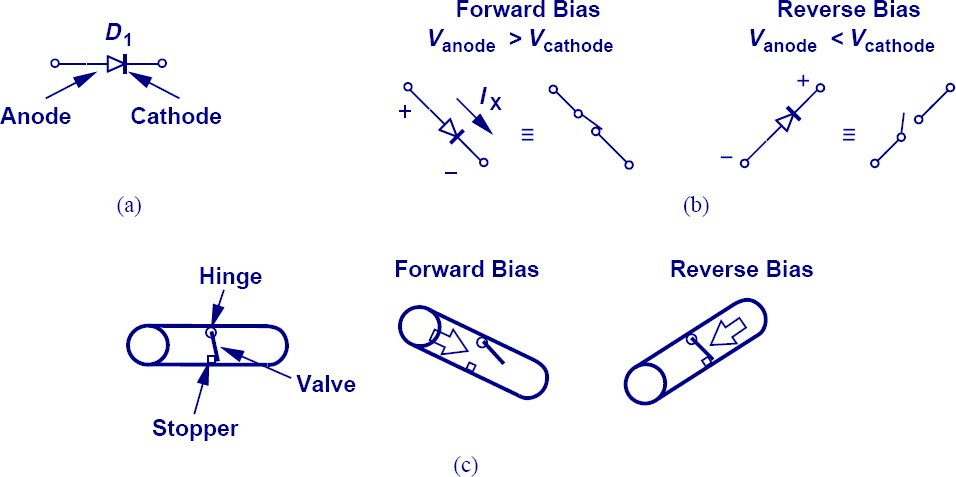 D1
Anode
Cathode
(a)
Forward Bias
Vanode > Vcathode
+
IX
≡
−
Reverse Bias
Vanode < Vcathode
+
≡
−
(b)
Hinge
Valve
Stopper
Forward Bias
Reverse Bias
(c)